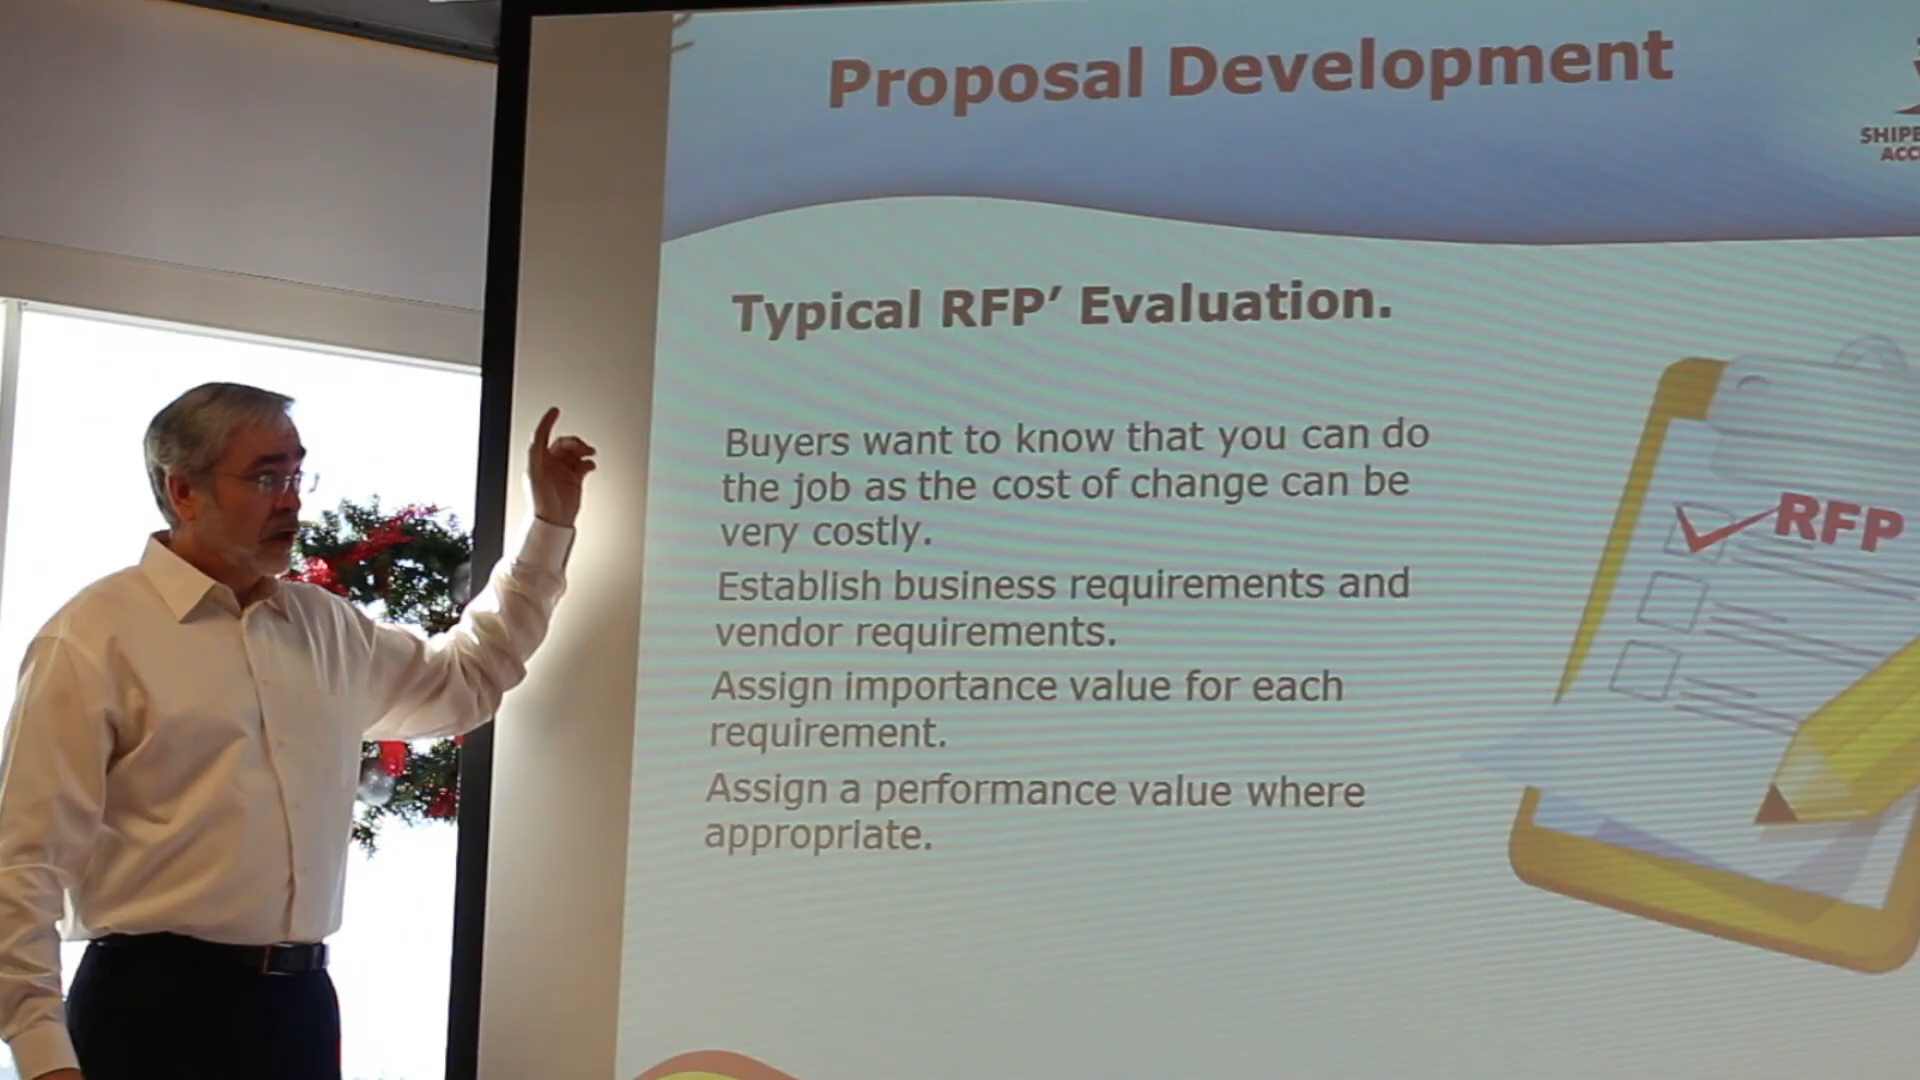 Proposal Development
Typical RFP’ Evaluation.
Buyers want to know that you can do
the job as the cost of change can be
very costly.
Establish business requirements and
vendor requirements.
Assign importance value for each
requirement.
Assign a performance value where
appropriate.
RFP